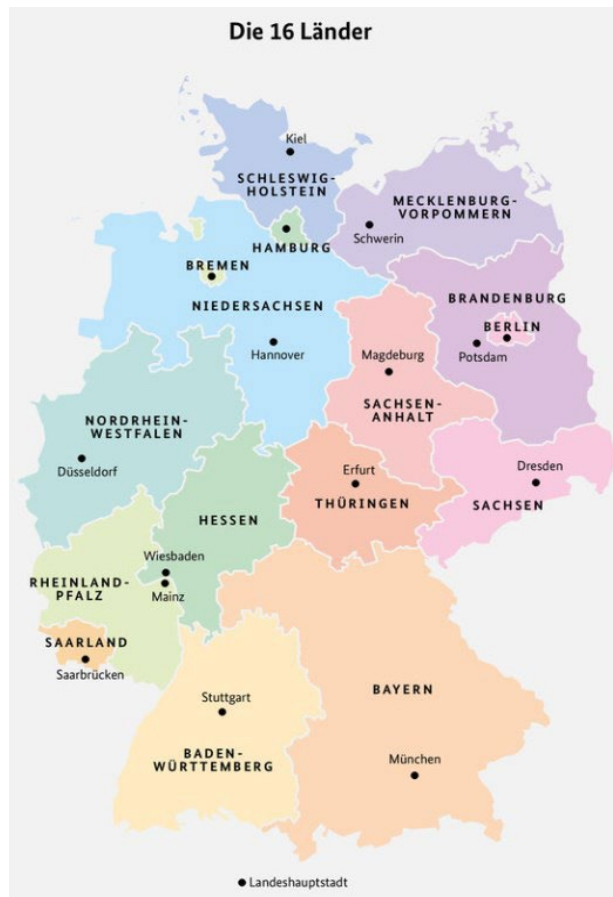 Die 16 Länder
Kiel
SCHLESWIG-
HOLSTEIN
MECKLENBURG-
VORPOMMERN
Schwerin
HAMBURG
BREMEN
NIEDERSACHSEN
BRANDENBURG
BERLIN
Hannover
Magdeburg
Potsdam
SACHSEN-
ANHALT
NORDRHEIN-
WESTFALEN
Düsseldorf
Erfurt
Dresden
THÜRINGEN
SACHSEN
HESSEN
Wiesbaden
RHEINLAND-
PFALZ
Mainz
SAARLAND
Saarbrücken
BAYERN
Stuttgart
BADEN-
WÜRTTEMBERG
München
Landeshauptstadt